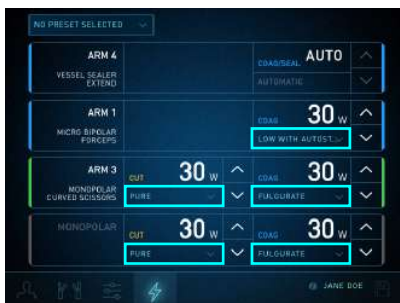 NO PRESET SELECTED
ARM 4
VESSEL SEALER
EXTEND
COAG/SEAL AUTO
AUTOMATIC
ARM 1
MICRO BIPOLAR
FORCEPS
COAG 30 W
LOW WITH AUTOST...
ARM 3
MONOPOLAR
CURVED SCISSORS
CUT 30 W
PURE
COAG 30 W
FULGURATE
MONOPOLAR
CUT 30 W
PURE
COAG 30 W
FULGURATE
JANE DOE